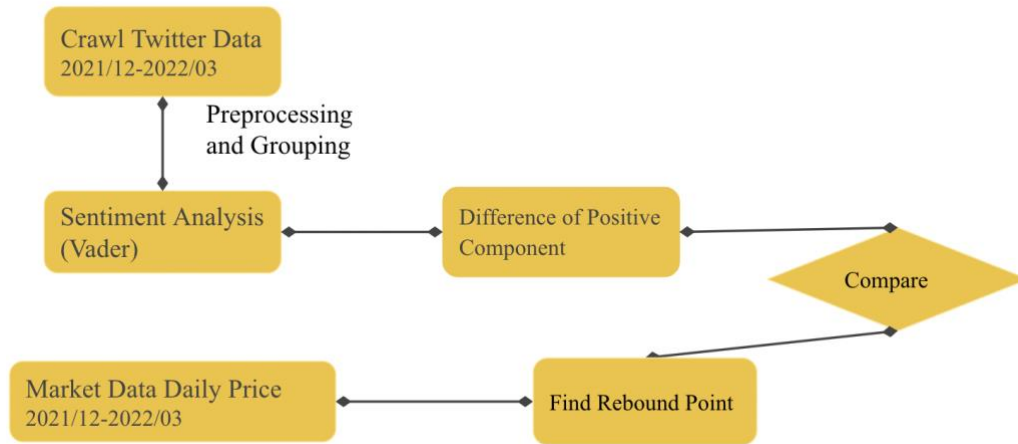 Crawl Twitter Data
2021/12-2022/03
Preprocessing
and Grouping
Sentiment Analysis
(Vader)
Difference of Positive
Component
Compare
Market Data Daily Price
2021/12-2022/03
Find Rebound Point